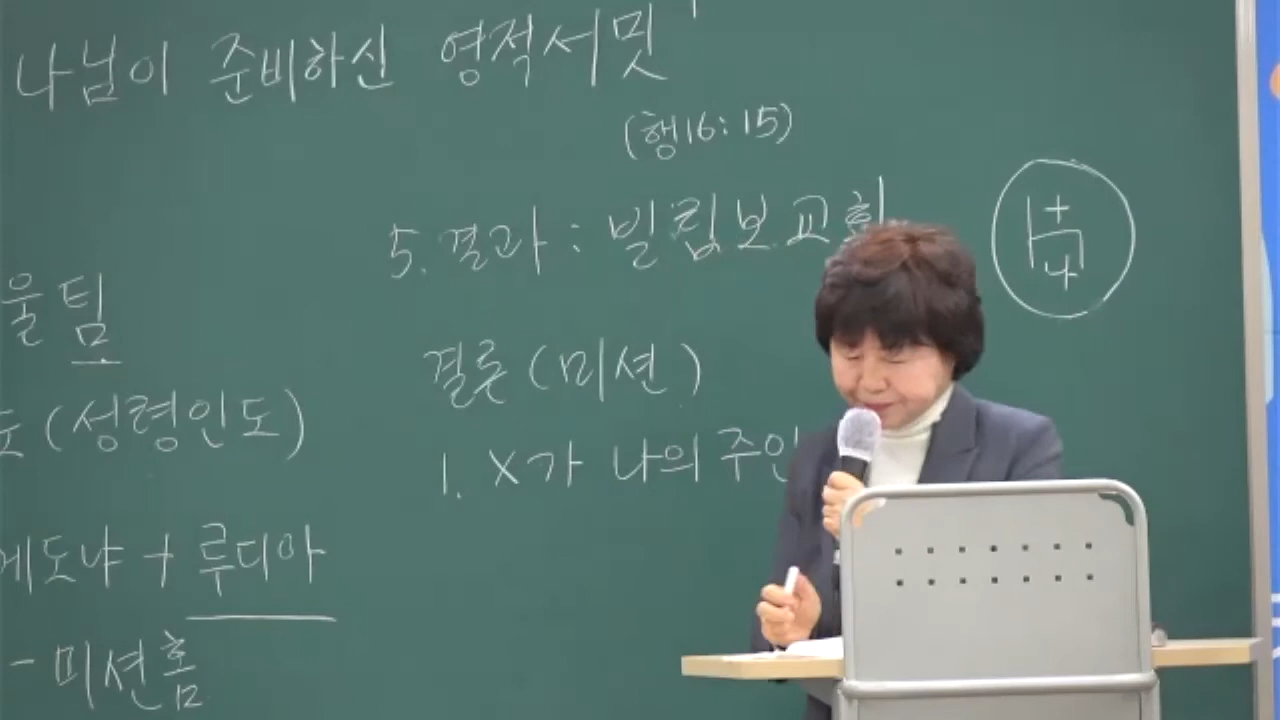 나님이 준비하신 영적서밋
(행16:15)
5. 결과 : 빌립보교회
울팀
결론 (미션)
(성령인도)
1. X가 나의 주인
게도냐 + 루디아
- 미션홈